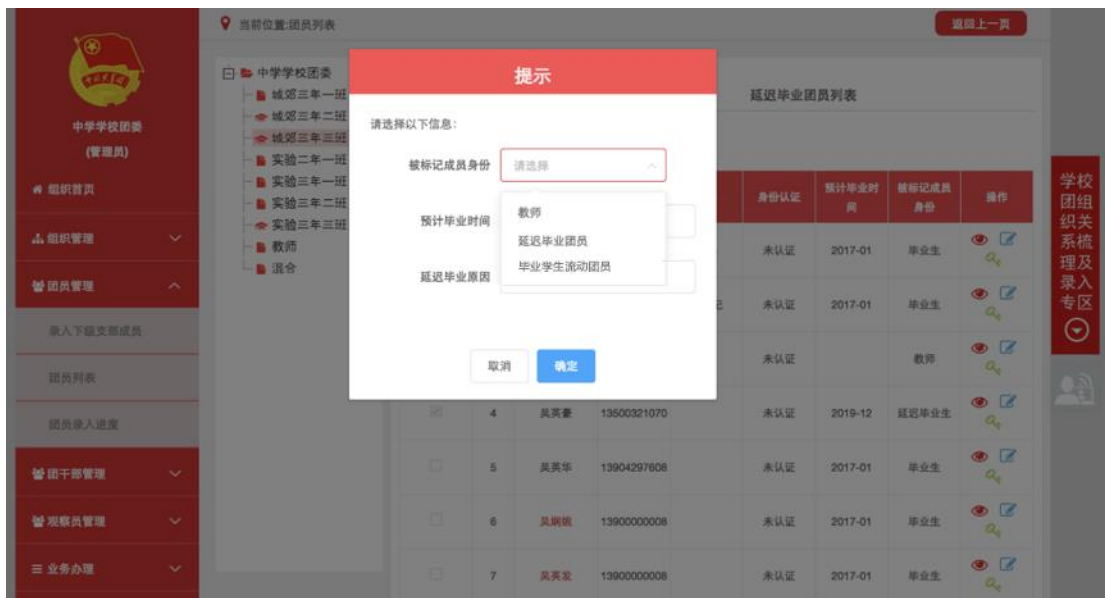 当前位置:团员列表
返回上一页
中学学校团委
(管理员)
组织首页
组织管理
团员管理
录入下级支部成员
团员列表
团员录入进度
团干部管理
观察员管理
业务办理
中学学校团委
城郊三年一班
城郊三年二班
城郊三年三班
实验二年一班
实验三年一班
实验三年二班
实验三年三班
教师
混合
提示
请选择以下信息:
被标记成员身份
请选择
预计毕业时间
教师
延迟毕业团员
毕业学生流动团员
延迟毕业原因
取消
确定
延迟毕业团员列表
身份认证 预计毕业时间 被标记成员身份 操作
未认证 2017-01 毕业生
未认证 2017-01 毕业生
未认证 教师
4 吴英豪 13500321070 未认证 2019-12 延迟毕业生
5 吴英华 13904297608 未认证 2017-01 毕业生
6 13900000008 未认证 2017-01 毕业生
7 吴英发 13900000008 未认证 2017-01 毕业生
学校
团组
织关
系梳
理及
录入
专区